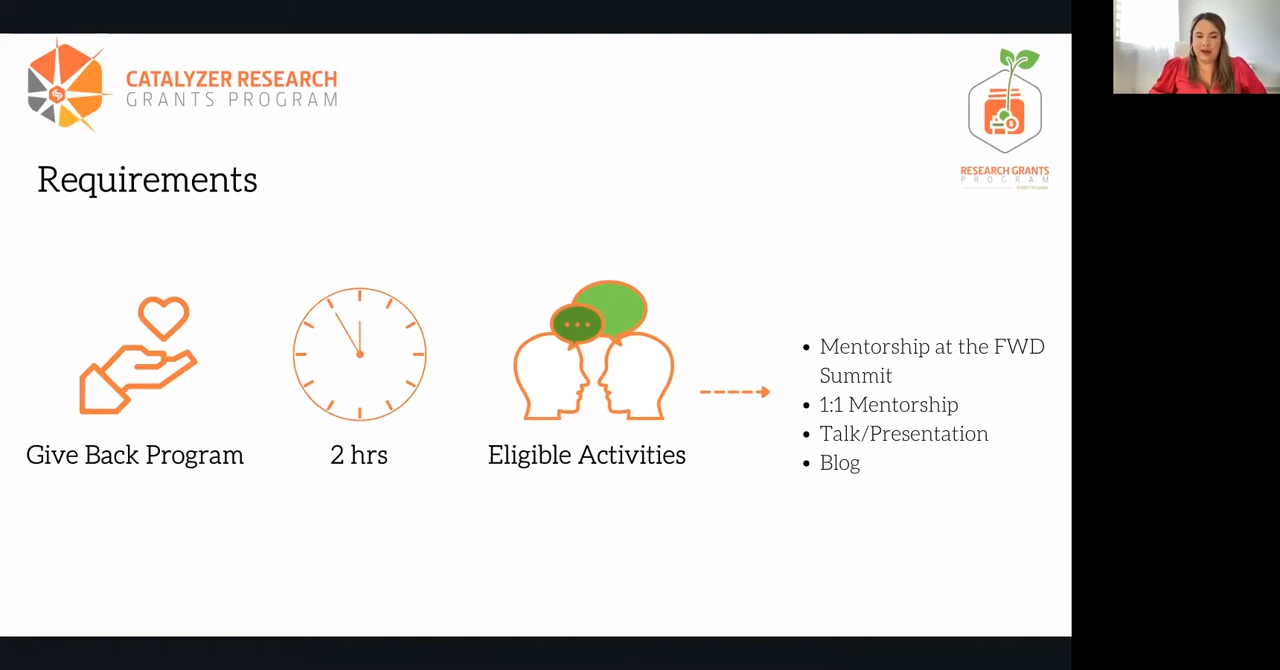 CATALYZER RESEARCH
GRANTS PROGRAM
RESEARCH GRANTS
PROGRAM
Requirements
Give Back Program
2 hrs
Eligible Activities
• Mentorship at the FWD
Summit
• 1:1 Mentorship
• Talk/Presentation
• Blog